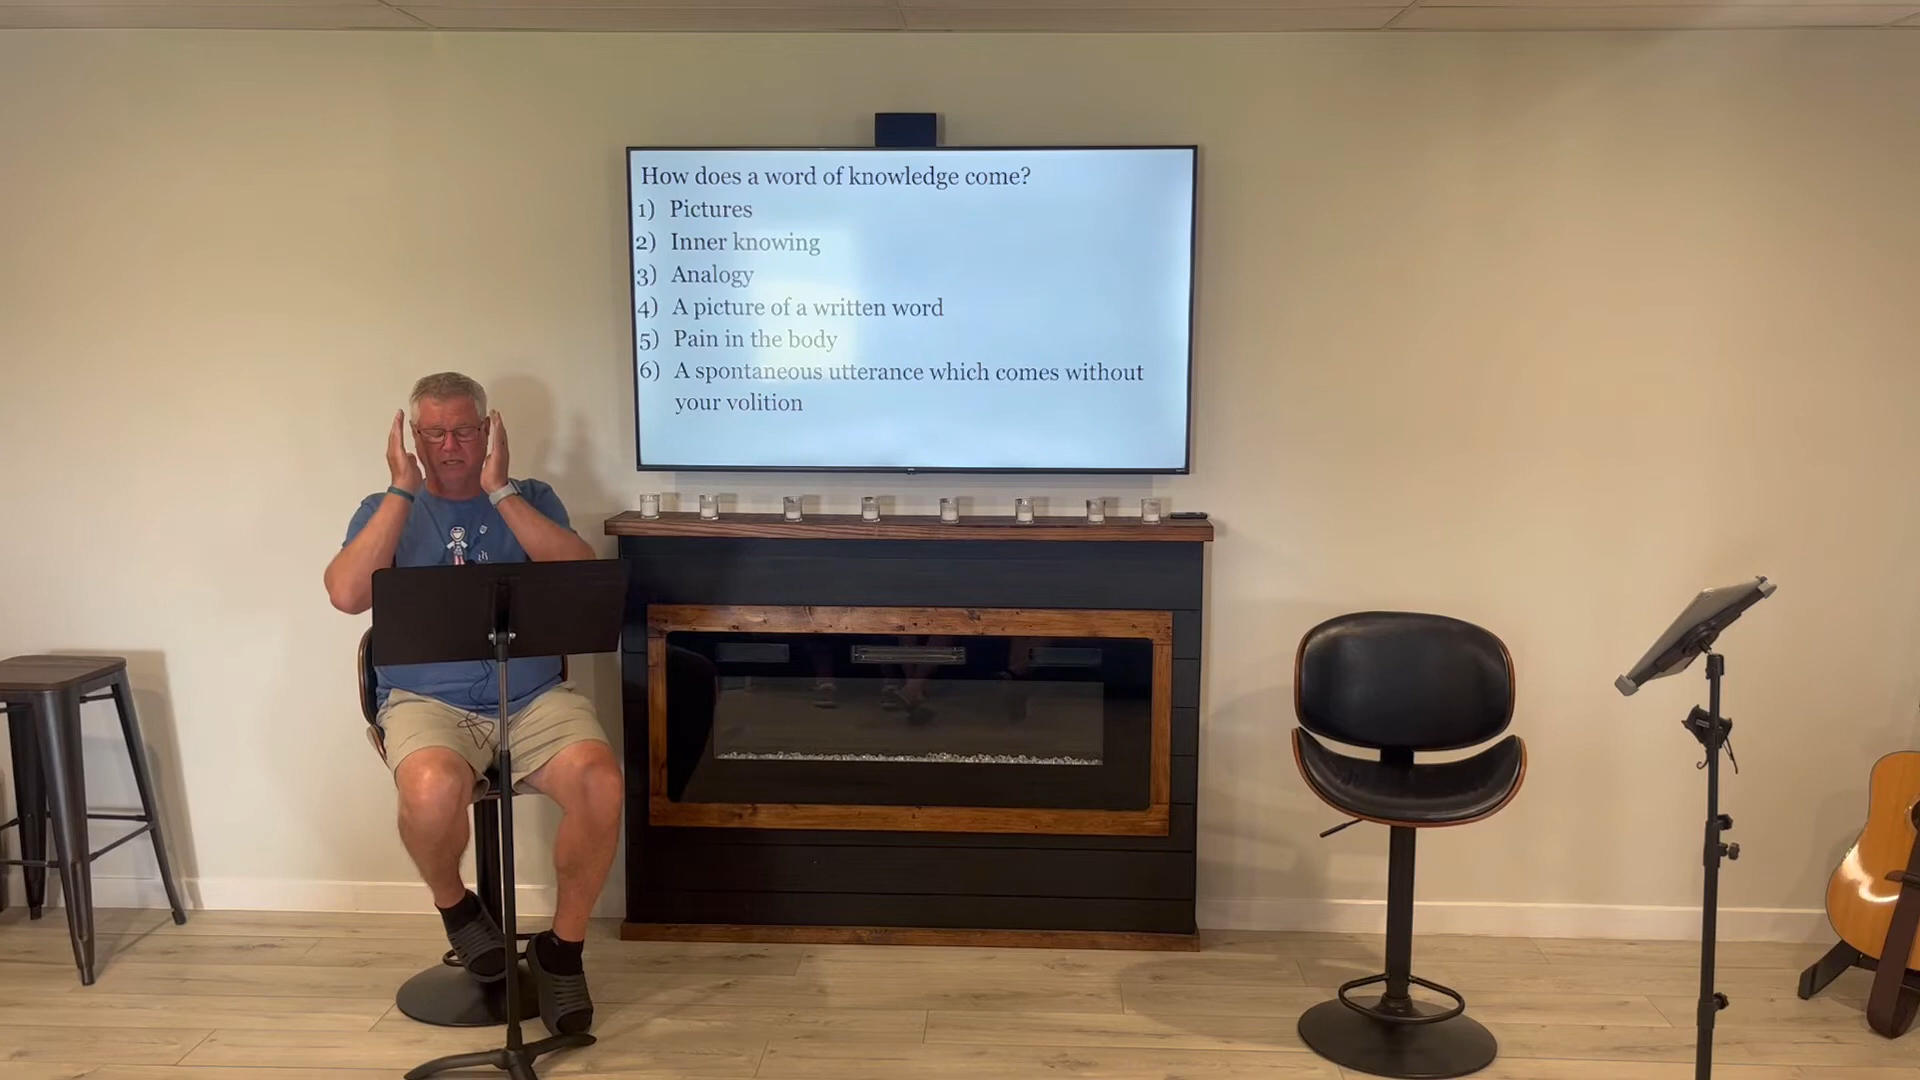 How does a word of knowledge come?
1) Pictures
2) Inner knowing
3) Analogy
4) A picture of a written word
5) Pain in the body
6) A spontaneous utterance which comes without
your volition